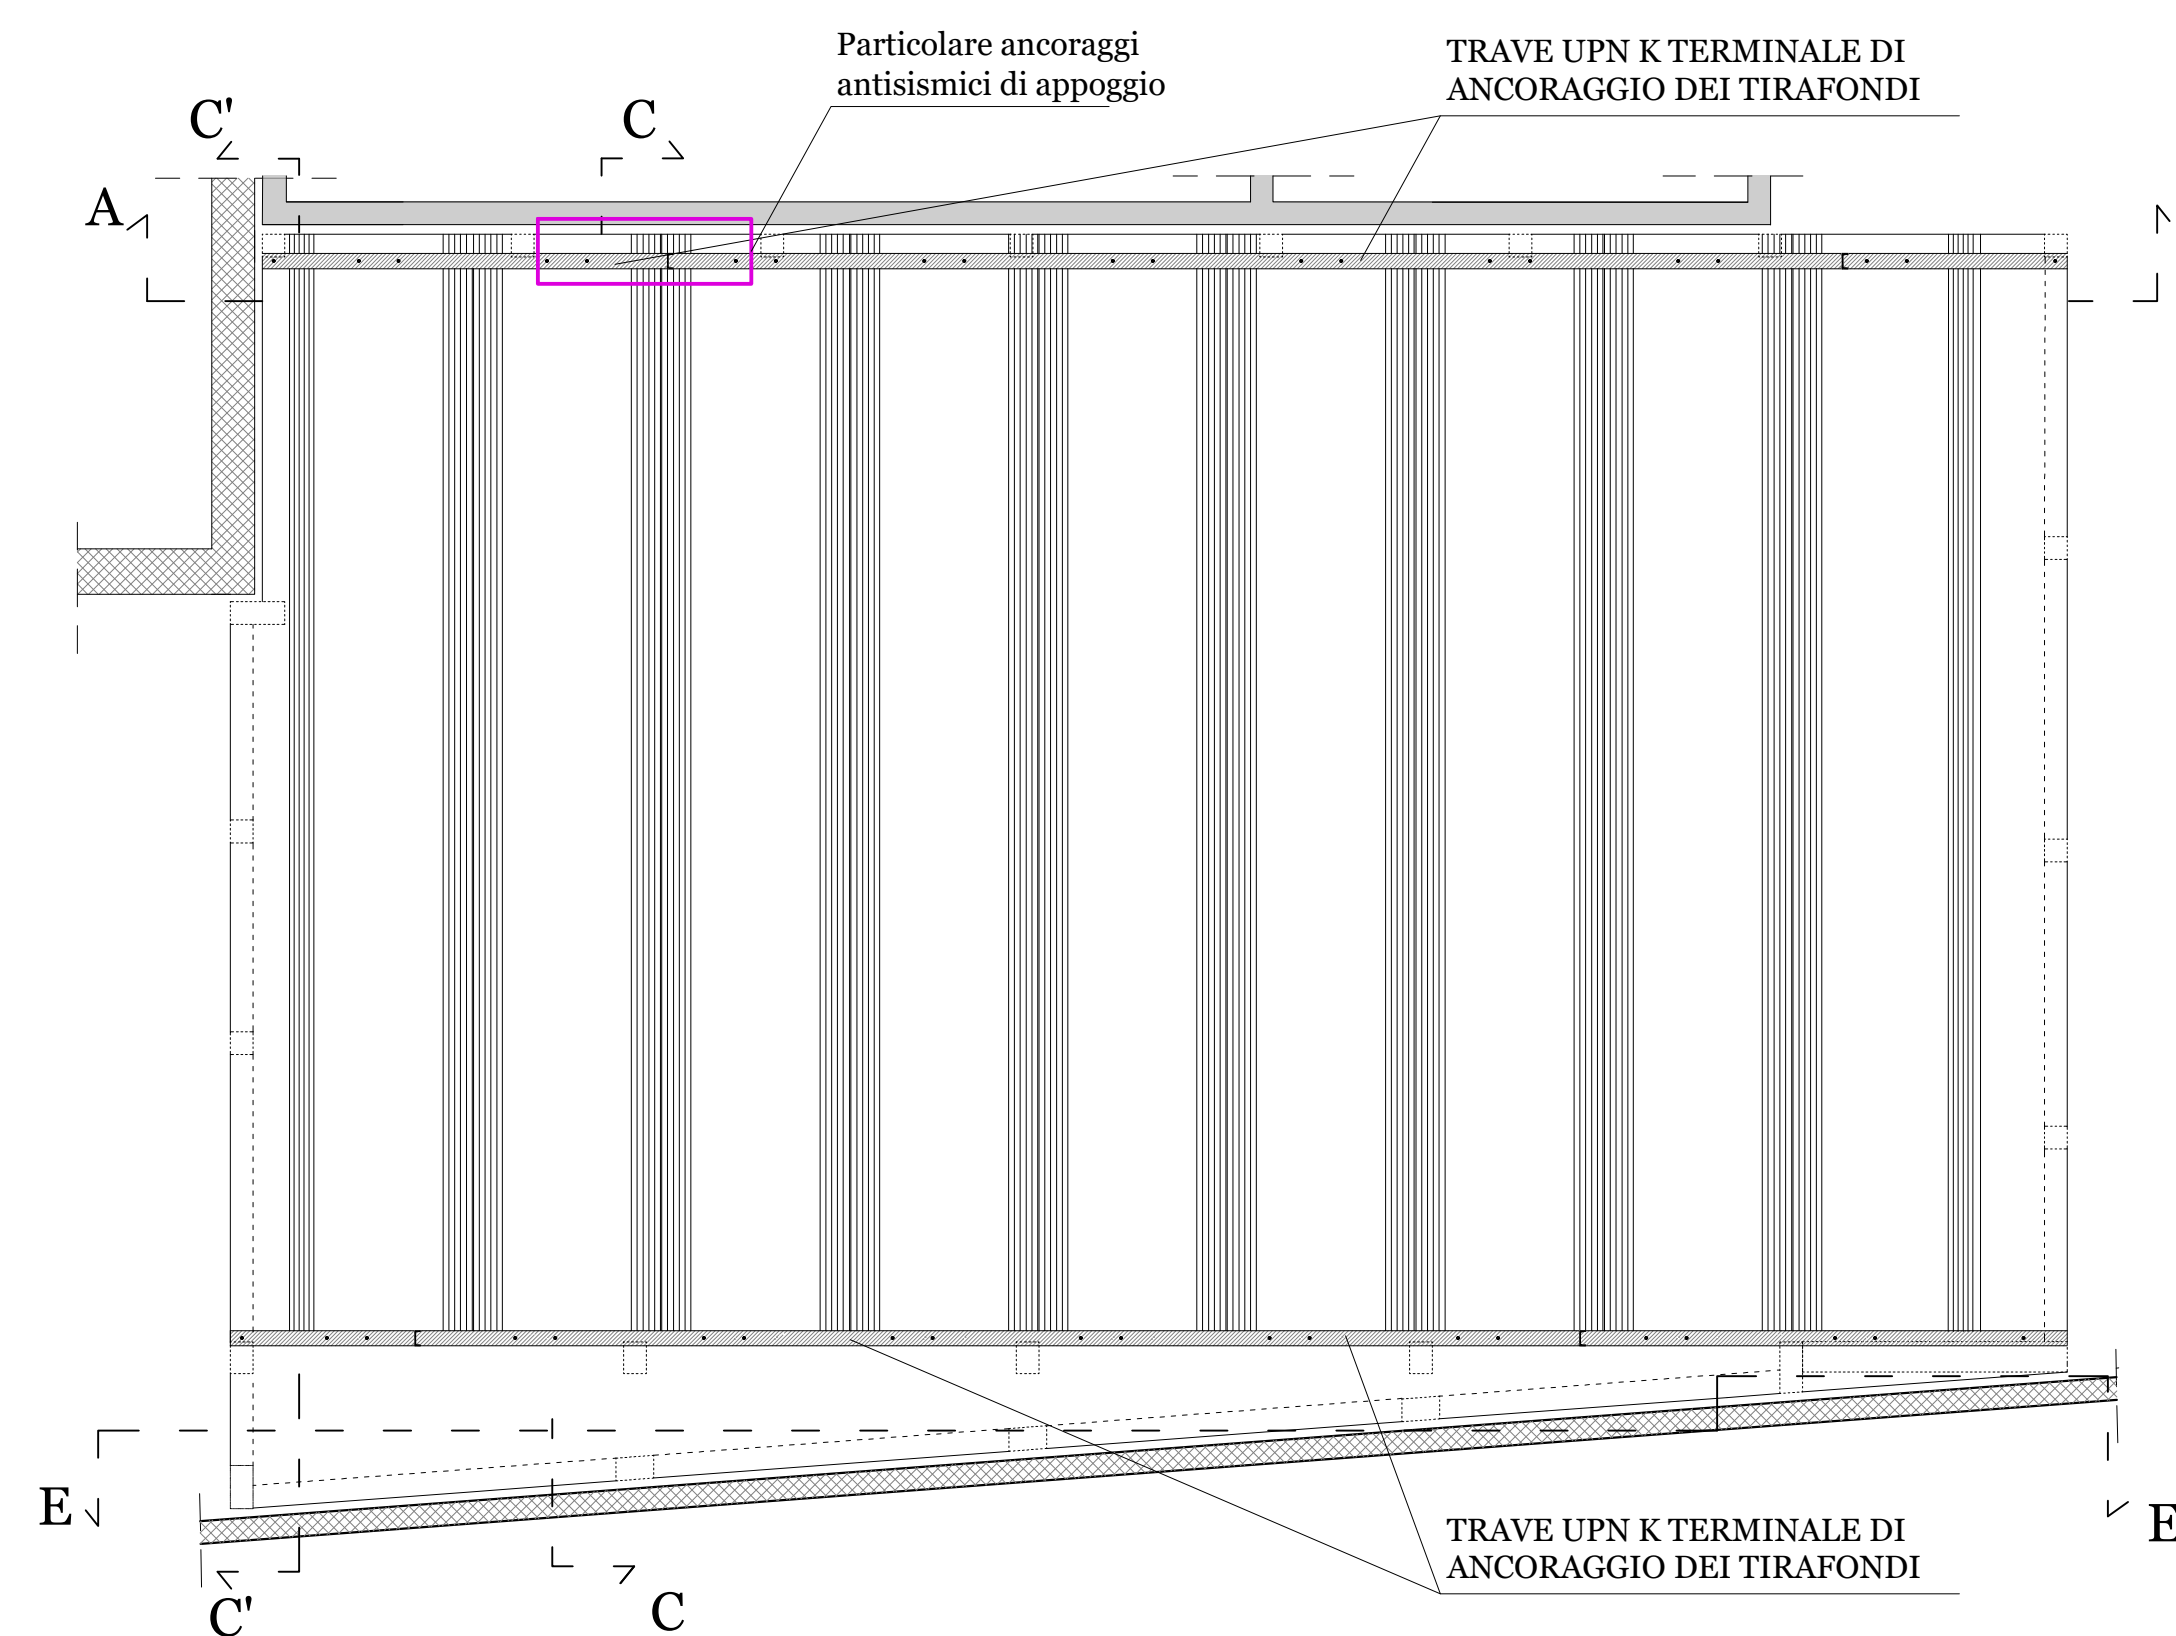 Particolare ancoraggi
antisismici di appoggio
TRAVE UPN K TERMINALE DI
ANCORAGGIO DEI TIRAFONDI
C'
C
A
E
E
TRAVE UPN K TERMINALE DI
ANCORAGGIO DEI TIRAFONDI
C'
C